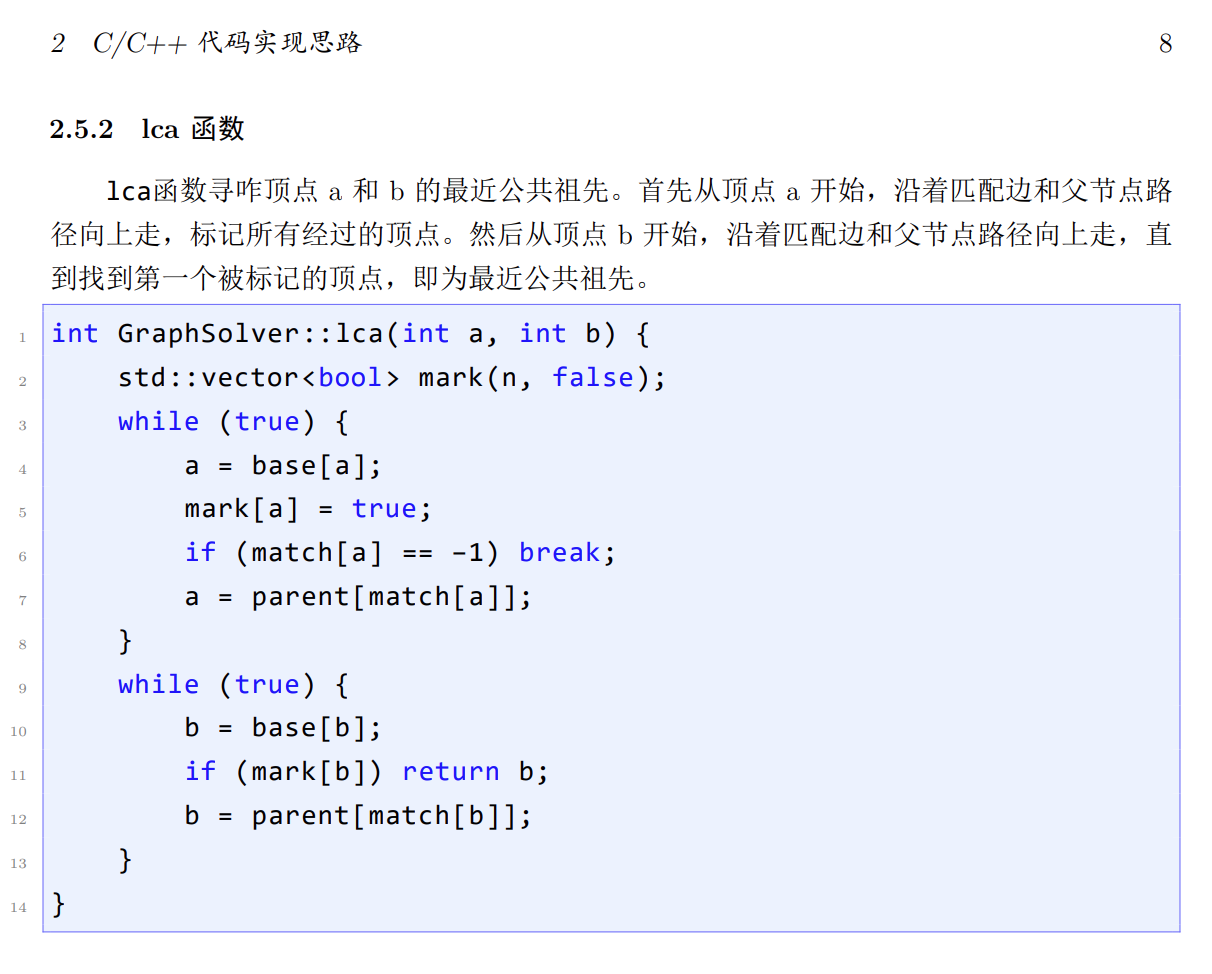 2 C/C++ 代码实现思路 8
2.5.2 lca 函数
lca函数寻咋顶点 a 和 b 的最近公共祖先。首先从顶点 a 开始，沿着匹配边和父节点路
径向上走，标记所有经过的顶点。然后从顶点 b 开始，沿着匹配边和父节点路径向上走，直
到找到第一个被标记的顶点，即为最近公共祖先。
1 int GraphSolver::lca(int a, int b) {
2     std::vector<bool> mark(n, false);
3     while (true) {
4         a = base[a];
5         mark[a] = true;
6         if (match[a] == -1) break;
7         a = parent[match[a]];
8     }
9     while (true) {
10         b = base[b];
11         if (mark[b]) return b;
12         b = parent[match[b]];
13     }
14 }